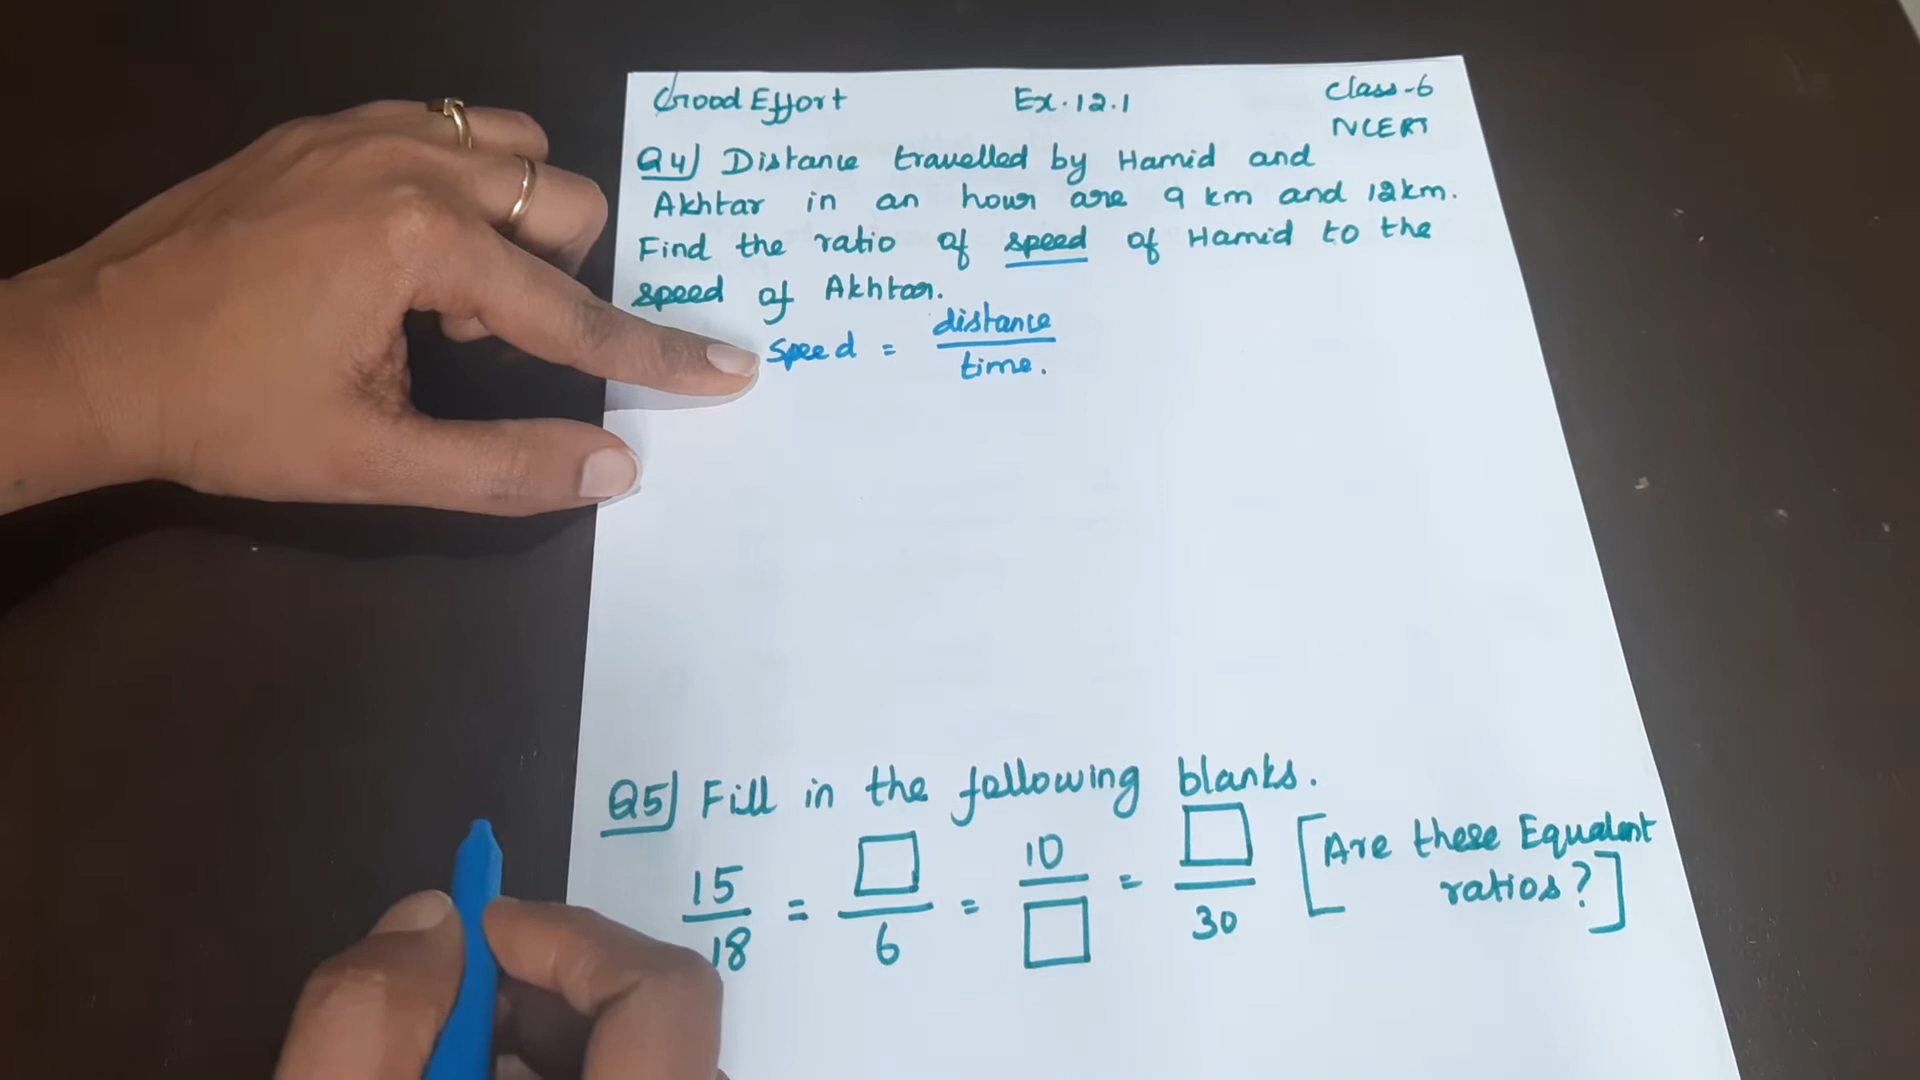 Good Effort Ex.12.1 Class-6
NCERT
Q4) Distance travelled by Hamid and
Akhtar in an hour are 9 km and 12km.
Find the ratio of speed of Hamid to the
speed of Akhtar.
speed = distance
time.
Q5) Fill in the following blanks.
15/18 = □/6 = 10/□ = □/30 [Are these Equalent
ratios?]